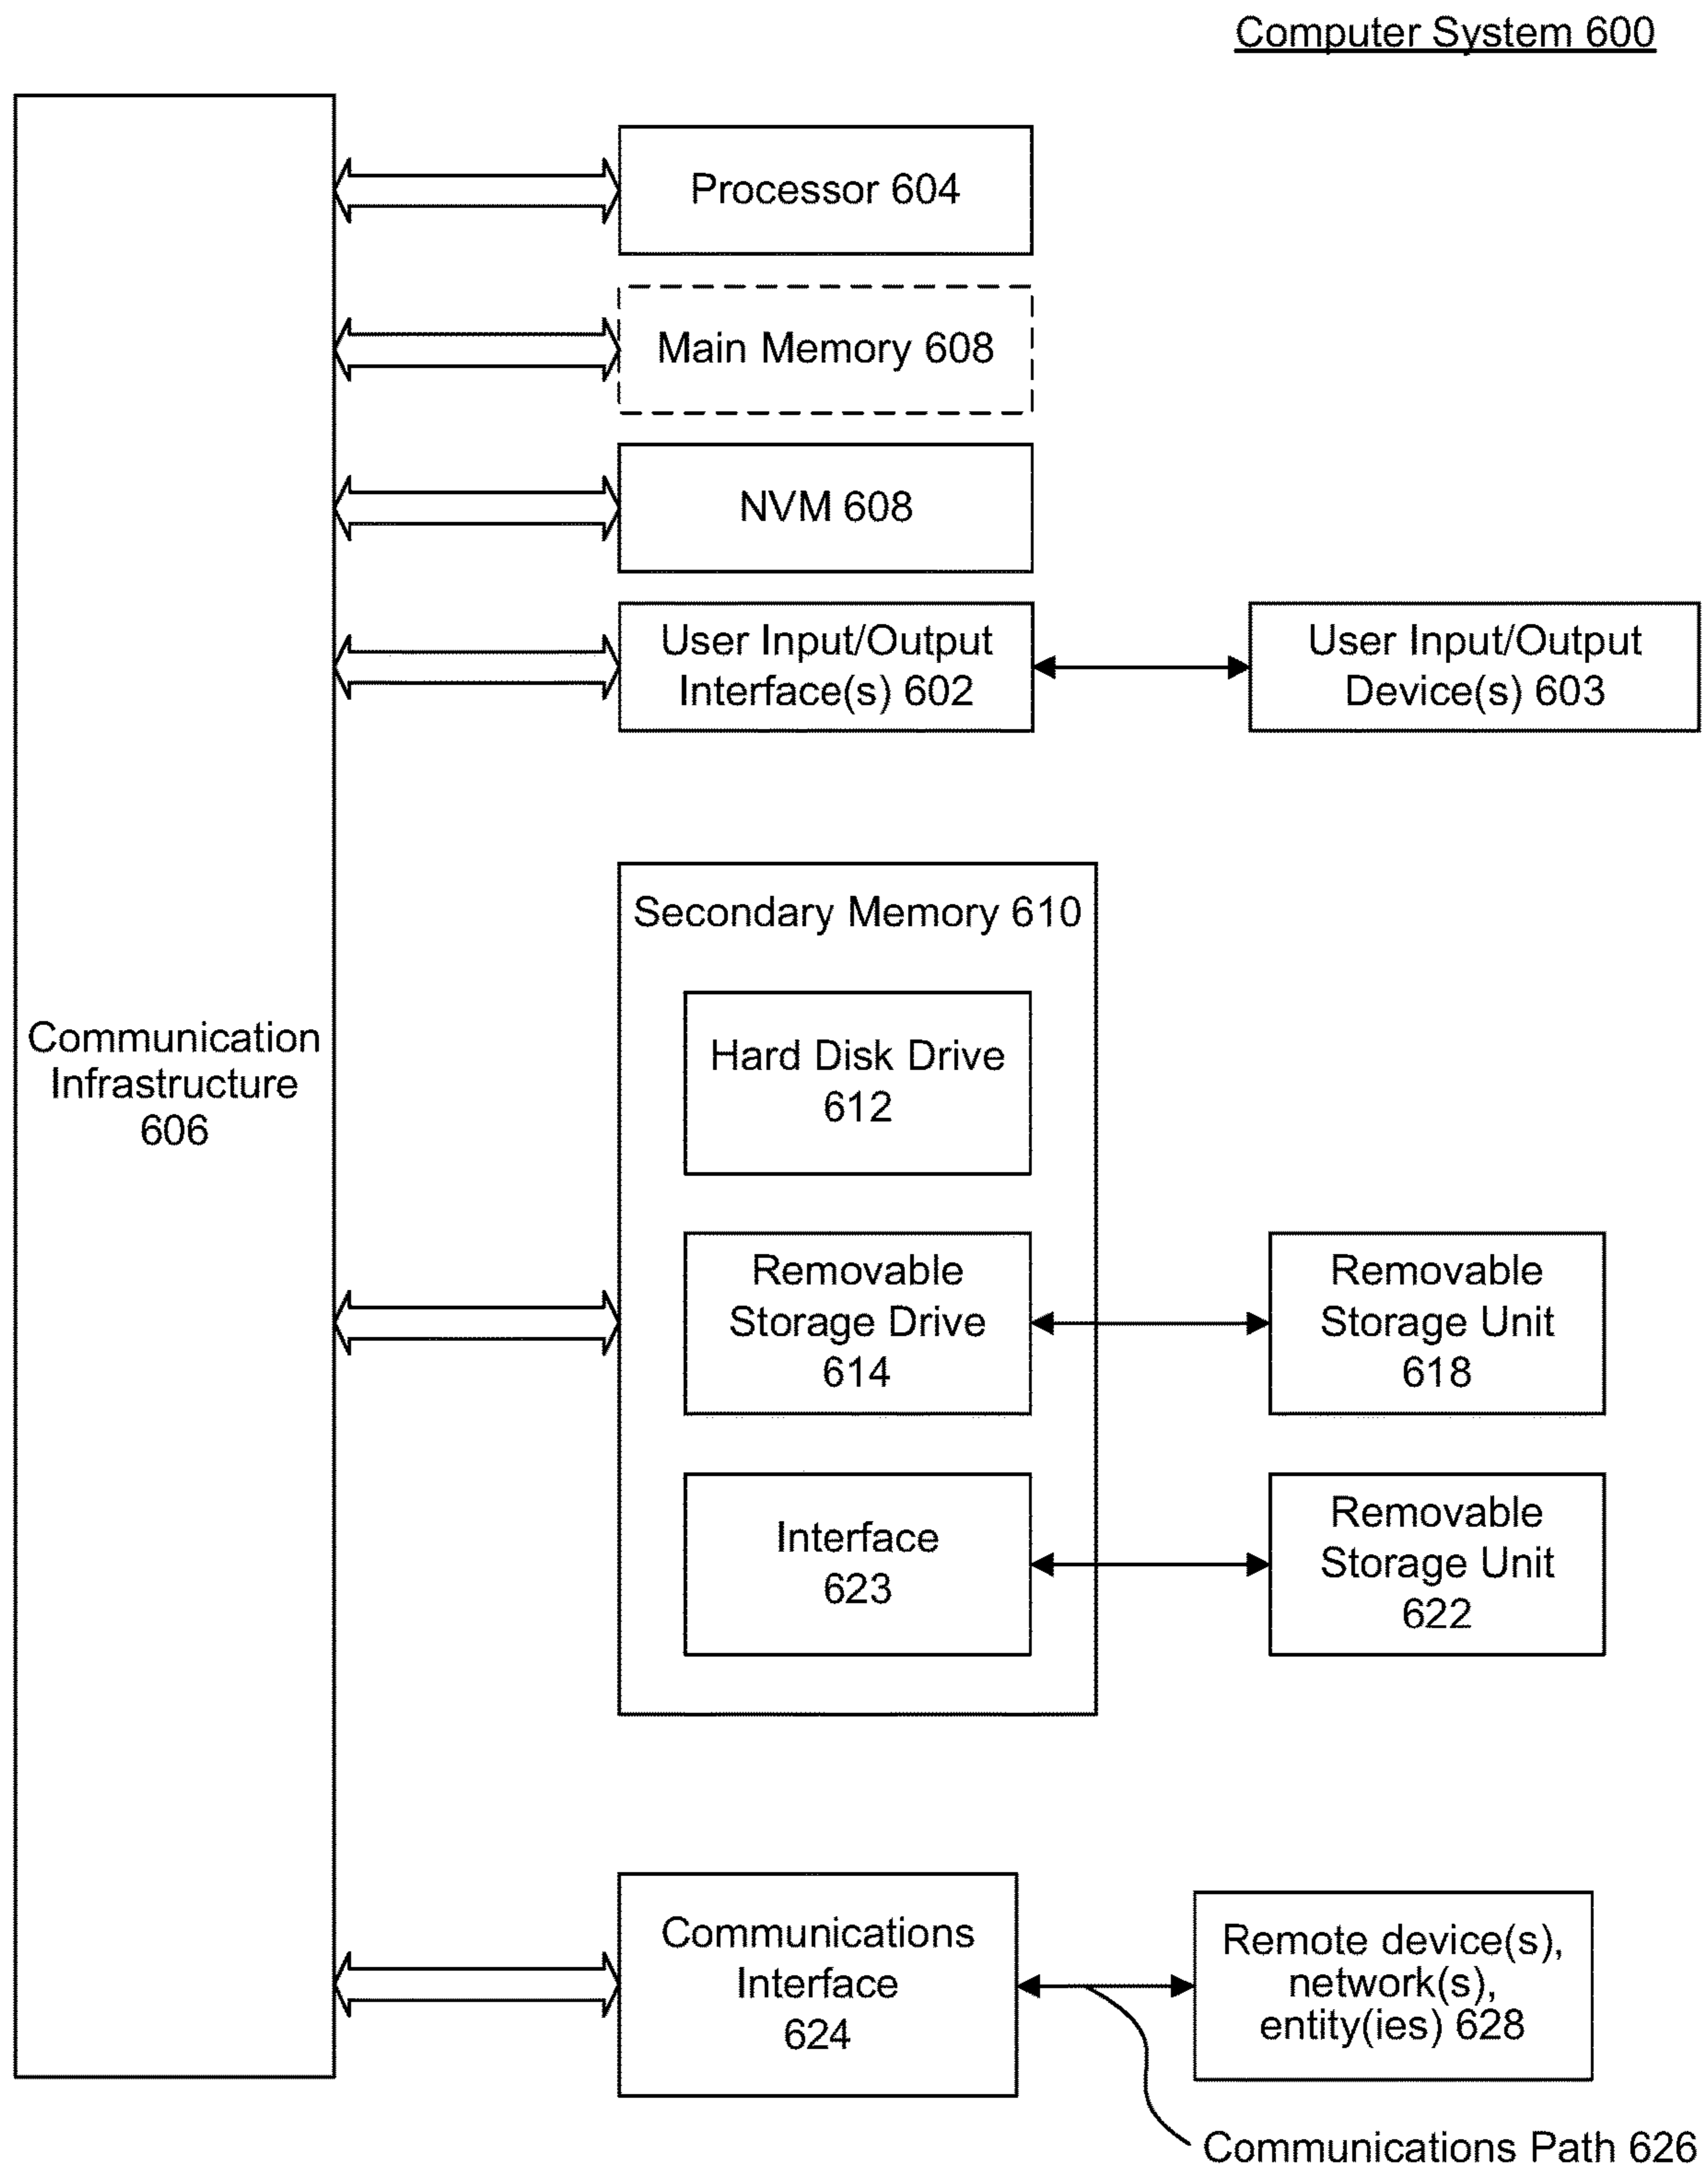 Computer System 600
Processor 604
Main Memory 608
NVM 608
User Input/Output
Interface(s) 602
User Input/Output
Device(s) 603
Communication
Infrastructure
606
Secondary Memory 610
Hard Disk Drive
612
Removable
Storage Drive
614
Removable
Storage Unit
618
Interface
623
Removable
Storage Unit
622
Communications
Interface
624
Remote device(s),
network(s),
entity(ies) 628
Communications Path 626